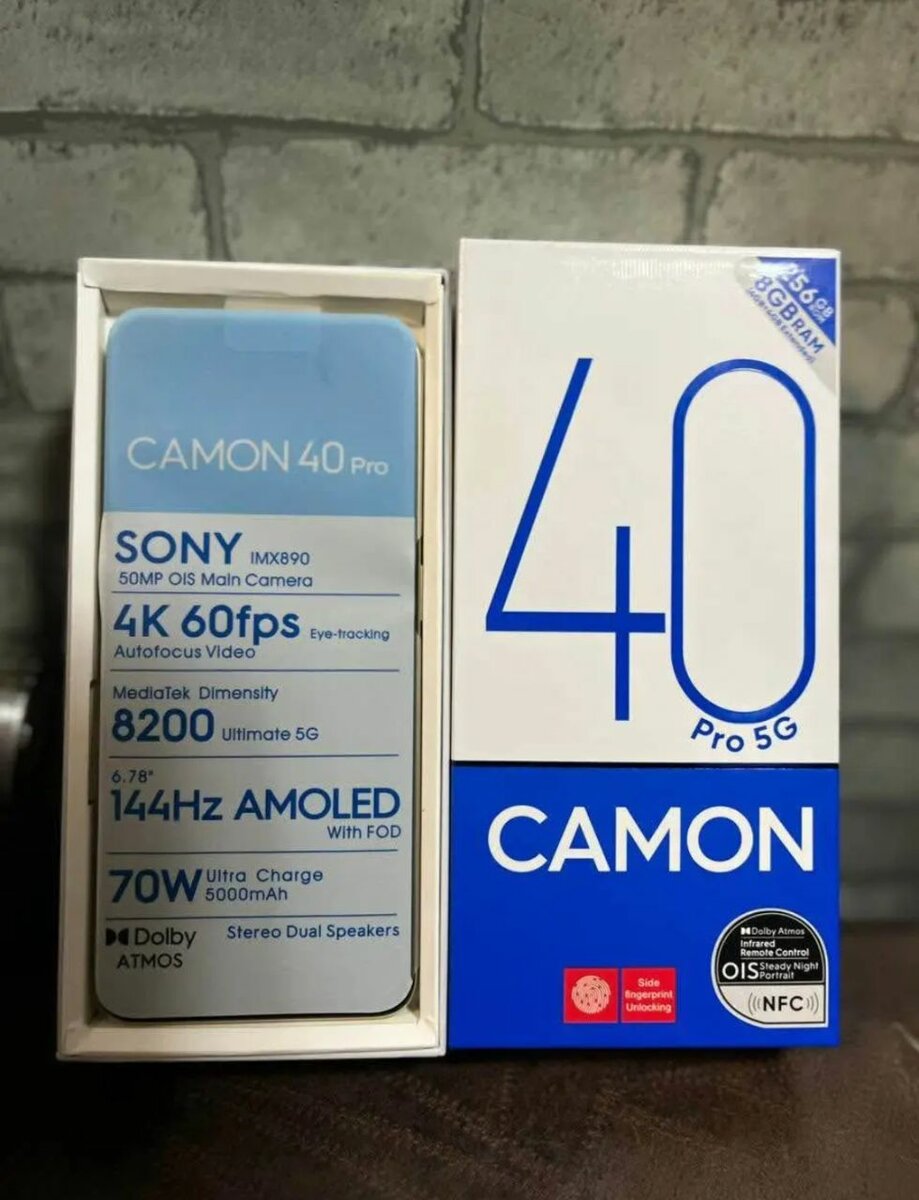 CAMON 40 Pro
SONY IMX890
50MP OIS Main Camera
4K 60fps Eye-tracking
Autofocus Video
MediaTek Dimensity
8200 Ultimate 5G
6.78"
144Hz AMOLED
With FOD
70W Ultra Charge
5000mAh
Dolby
ATMOS
Stereo Dual Speakers
256GB
ROM
8GB RAM
40
Pro 5G
CAMON
Side
fingerprint
Unlocking
Dolby Atmos
Infrared
Remote Control
OIS Steady Night
Portrait
NFC